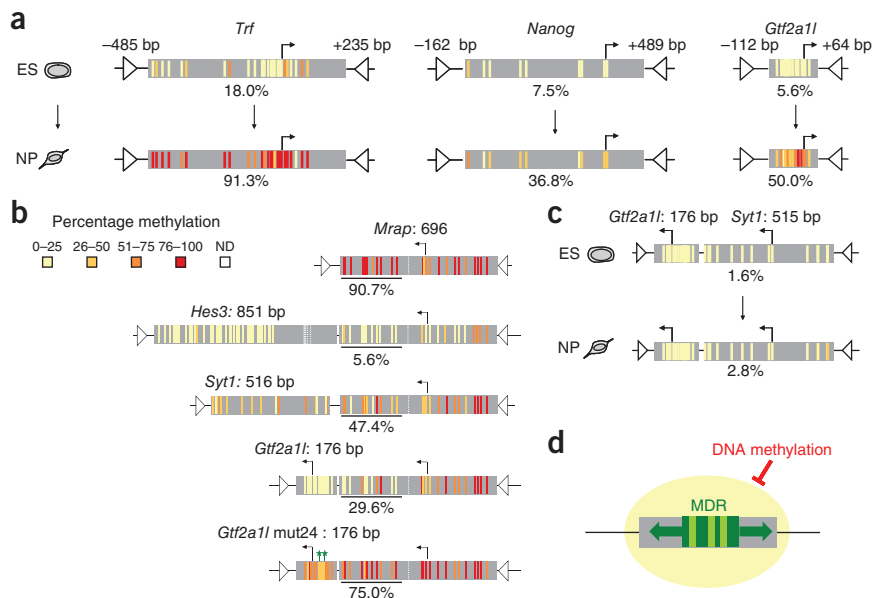 a
Trf
Nanog
Gtf2a1l
–485 bp
+235 bp
–162 bp
+489 bp
–112 bp
+64 bp
ES
18.0%
7.5%
5.6%
NP
91.3%
36.8%
50.0%
b
Percentage methylation
0–25
26–50
51–75
76–100
ND
Mrap: 696
90.7%
Hes3: 851 bp
5.6%
Syt1: 516 bp
47.4%
Gtf2a1l: 176 bp
29.6%
Gtf2a1l mut24 : 176 bp
**
75.0%
c
Gtf2a1l: 176 bp
Syt1: 515 bp
ES
1.6%
NP
2.8%
d
DNA methylation
MDR